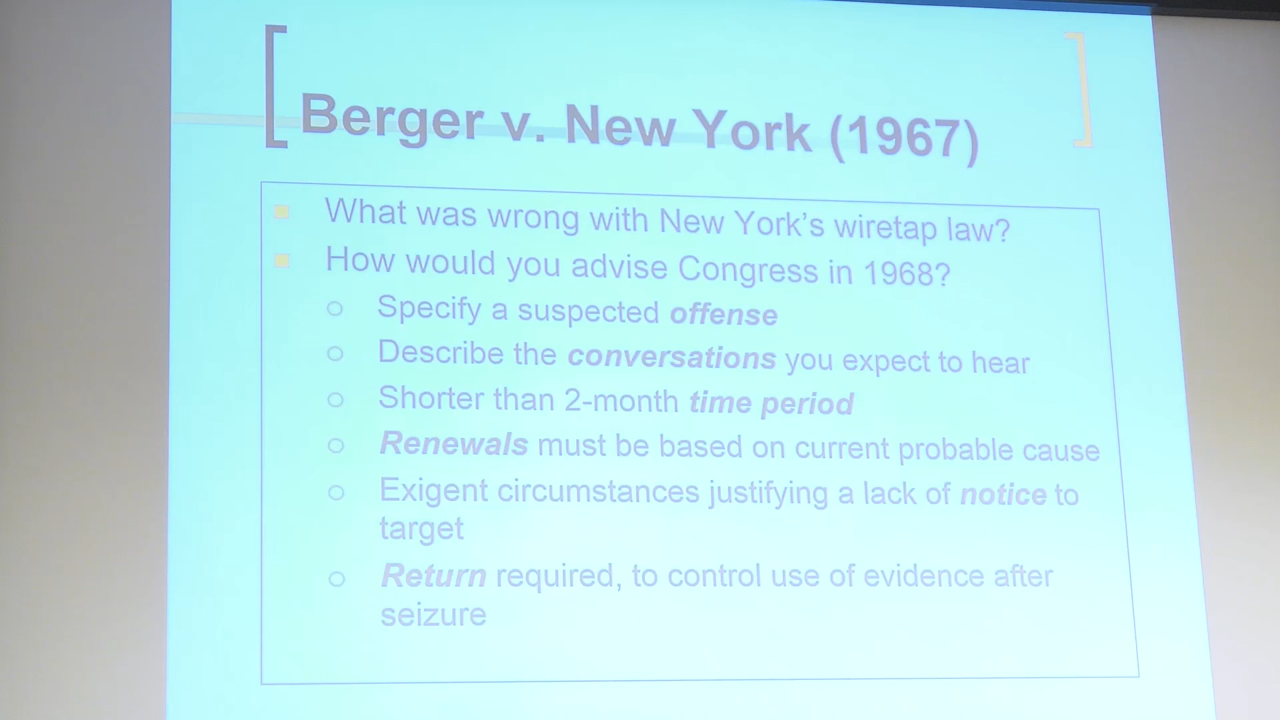 Berger v. New York (1967)
What was wrong with New York's wiretap law?
How would you advise Congress in 1968?
Specify a suspected offense
Describe the conversations you expect to hear
Shorter than 2-month time period
Renewals must be based on current probable cause
Exigent circumstances justifying a lack of notice to
target
Return required, to control use of evidence after
seizure